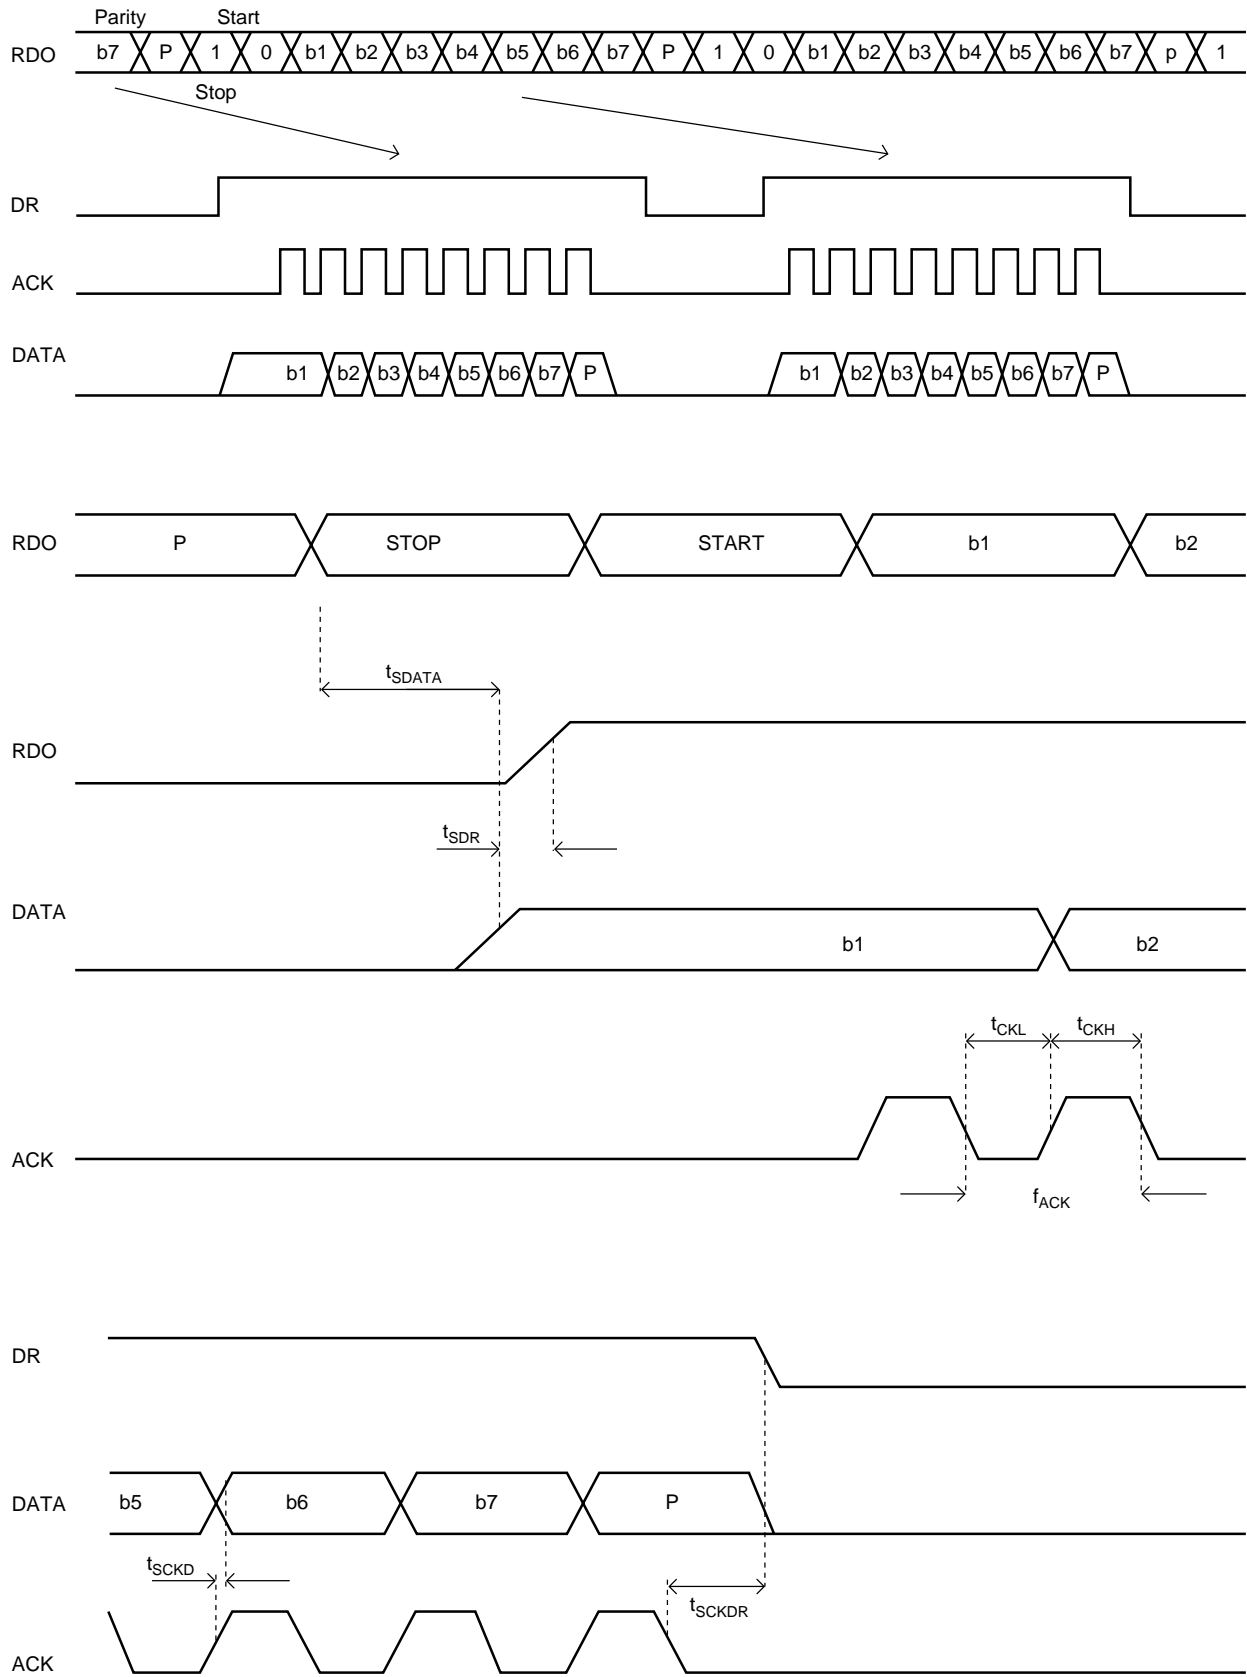 Parity Start
RDO b7 P 1 0 b1 b2 b3 b4 b5 b6 b7 P 1 0 b1 b2 b3 b4 b5 b6 b7 p 1
Stop
DR
ACK
DATA b1 b2 b3 b4 b5 b6 b7 P b1 b2 b3 b4 b5 b6 b7 P
RDO P STOP START b1 b2
tSDATA
RDO
tSDR
DATA b1 b2
tCKL tCKH
ACK
fACK
DR
DATA b5 b6 b7 P
tSCKD
tSCKDR
ACK